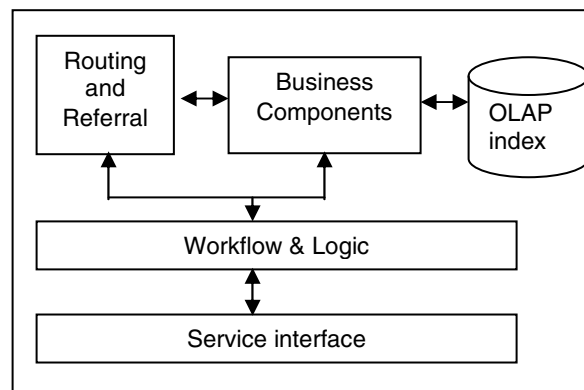 Routing
and
Referral
Business
Components
OLAP
index
Workflow & Logic
Service interface